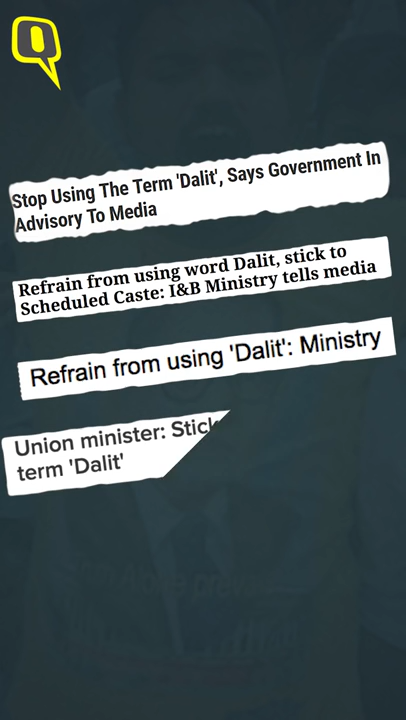 Stop Using The Term 'Dalit', Says Government In
Advisory To Media
Refrain from using word Dalit, stick to
Scheduled Caste: I&B Ministry tells media
Refrain from using 'Dalit': Ministry
Union minister: Stick
term 'Dalit'